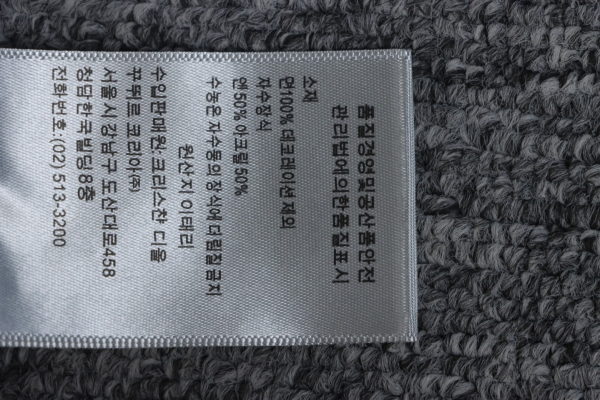 품질경영및공산품안전
관리법에의한품질표시
소재
면100% 데코레이션제외
자수장식
면50% 아크릴50%
수농은 자수등의 장식에 다림질금지
원산지 이태리
수입판매원:크리스챤 디올
꾸뛰르 코리아(주)
서울시 강남구 도산대로458
청담한국빌딩8층
전화번호:(02) 513-3200